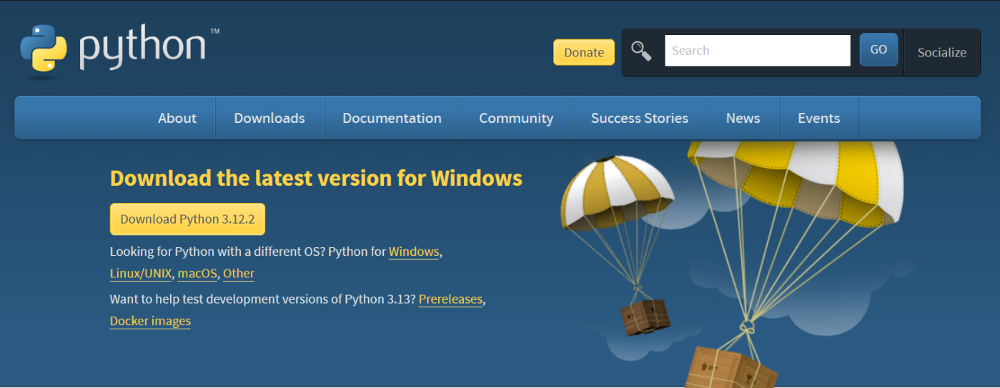 python™
Donate
Search
GO
Socialize
About
Downloads
Documentation
Community
Success Stories
News
Events
Download the latest version for Windows
Download Python 3.12.2
Looking for Python with a different OS? Python for Windows,
Linux/UNIX, macOS, Other
Want to help test development versions of Python 3.13? Prereleases,
Docker images